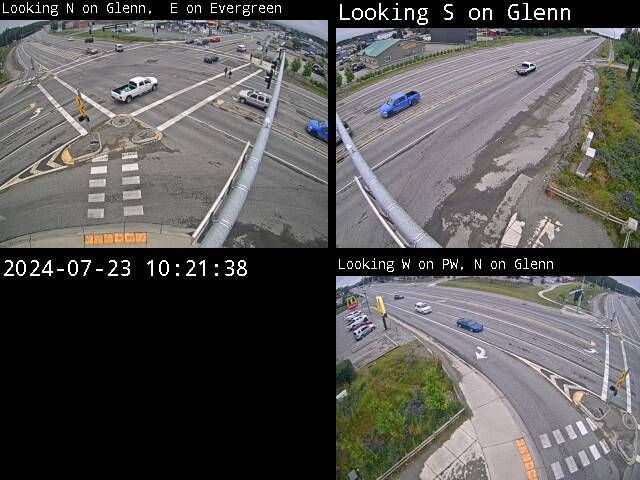 Looking N on Glenn,  E on Evergreen
Looking S on Glenn
2024-07-23 10:21:38
Looking W on PW, N on Glenn